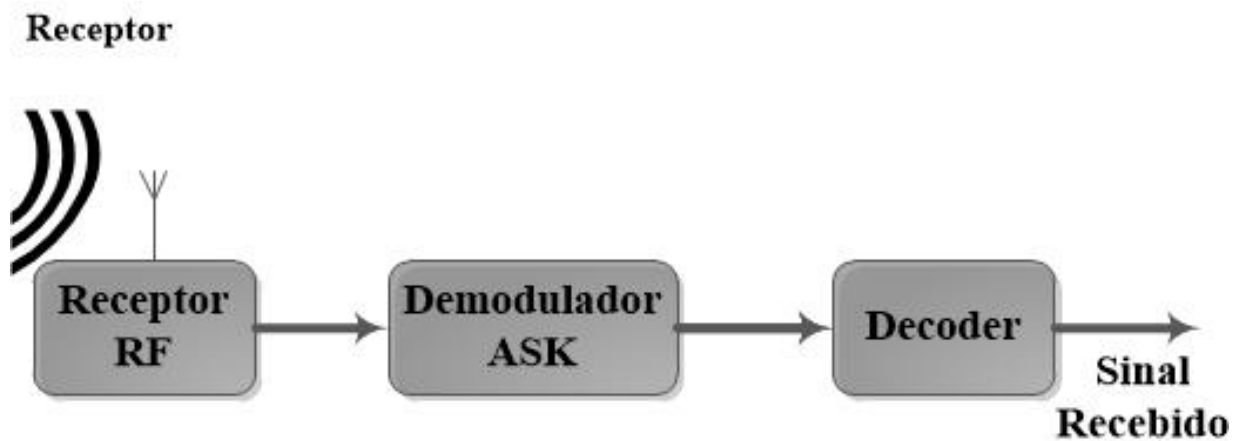 Receptor
Receptor
RF
Demodulador
ASK
Decoder
Sinal
Recebido